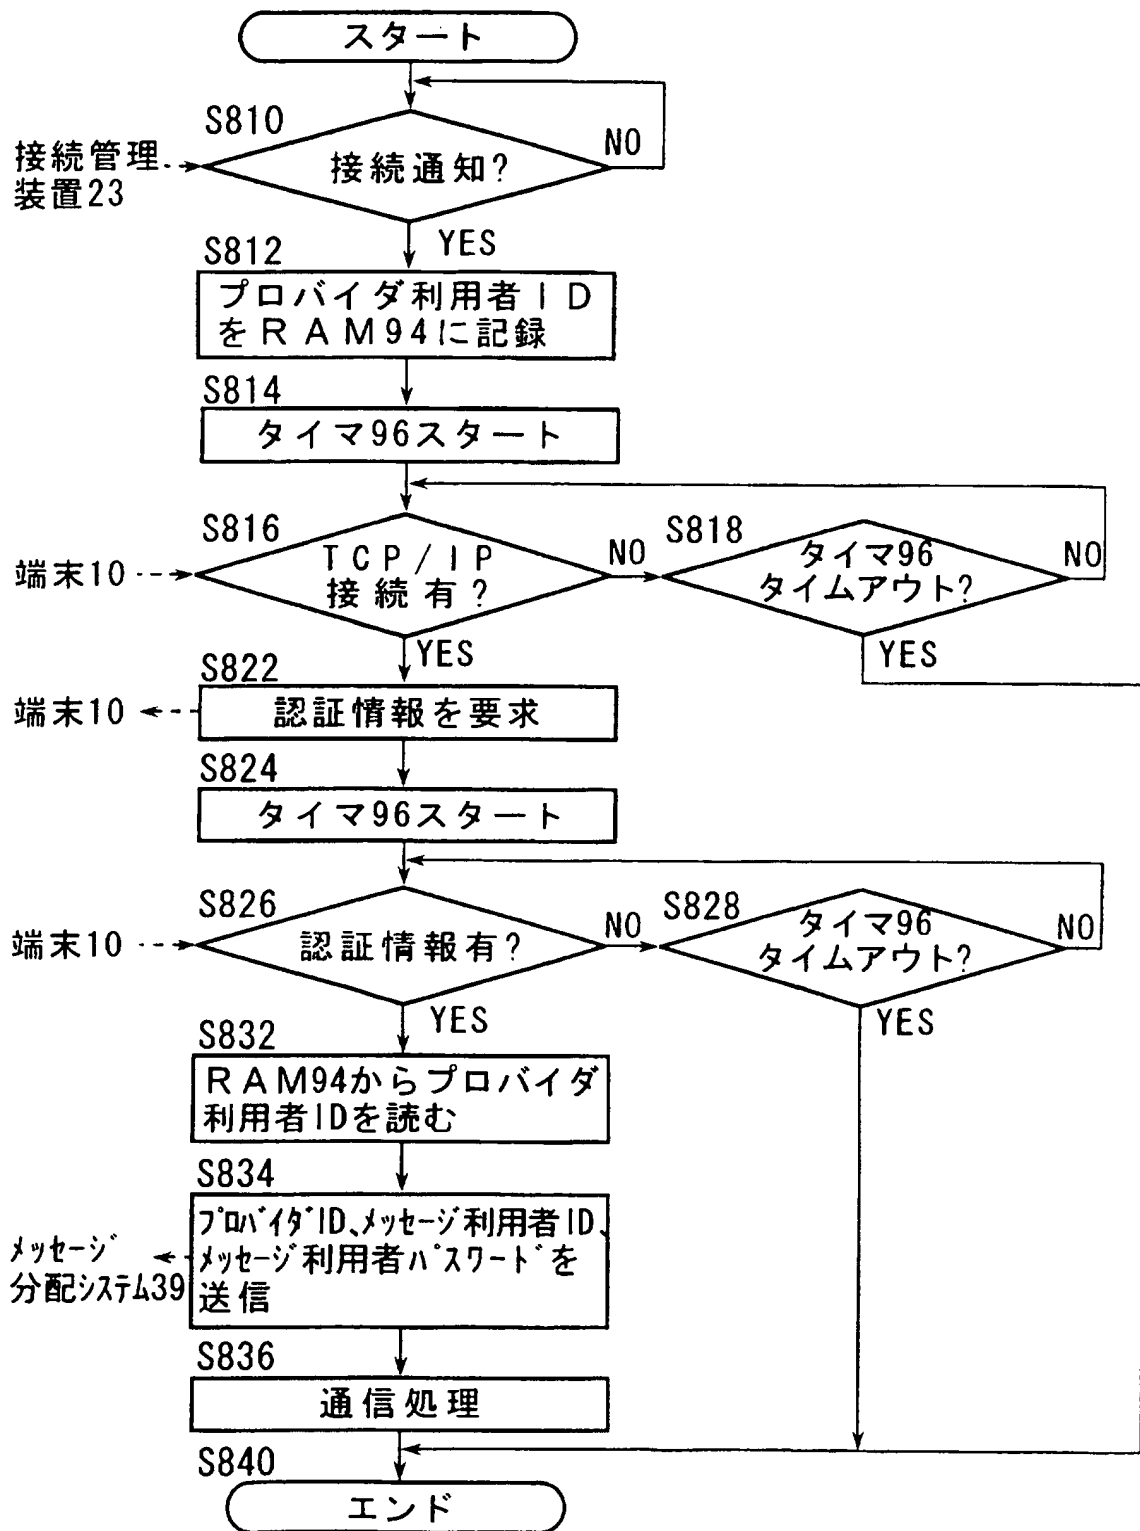 スタート
S810
NO
接続管理
装置23
接続通知?
YES
S812
プロバイダ利用者ID
をRAM94に記録
S814
タイマ96スタート
S816
端末10
TCP/IP
接続有?
NO
S818
タイマ96
タイムアウト?
NO
YES
YES
S822
端末10
認証情報を要求
S824
タイマ96スタート
S826
端末10
認証情報有?
NO
S828
タイマ96
タイムアウト?
NO
YES
YES
S832
RAM94からプロバイダ
利用者IDを読む
S834
プロバイダID、メッセージ利用者ID、
メッセージ利用者パスワードを
送信
メッセージ
分配システム39
S836
通信処理
S840
エンド